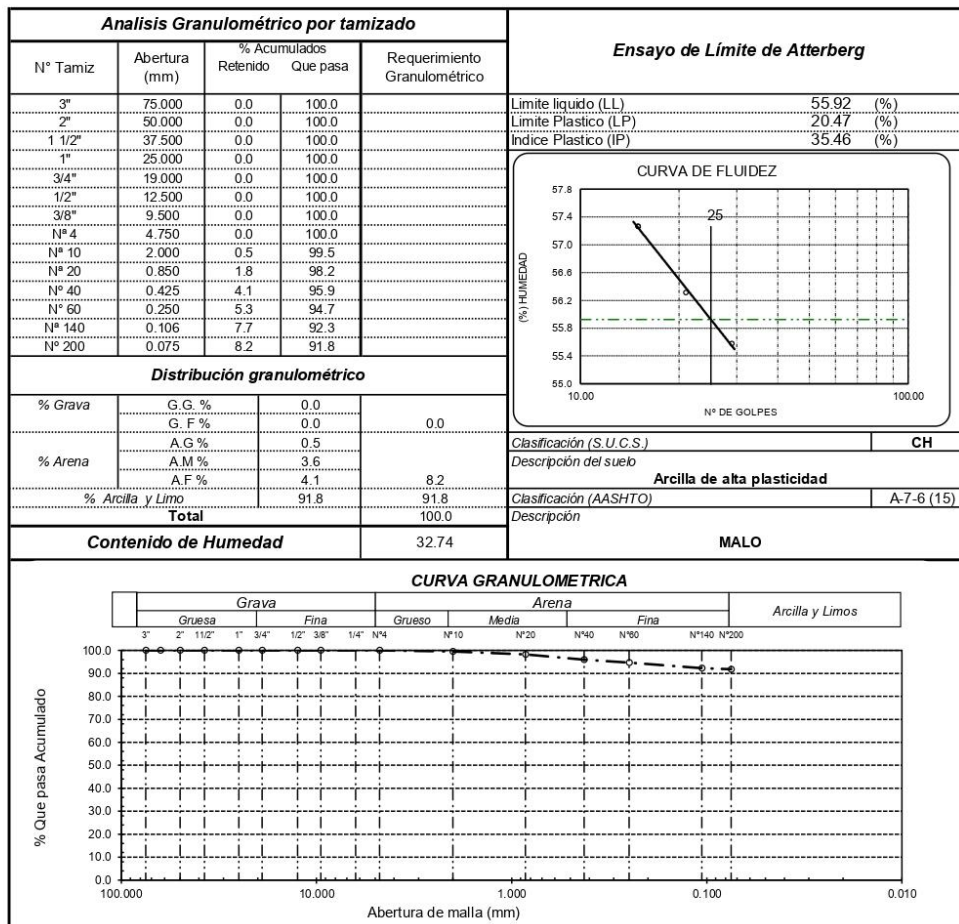 Analisis Granulométrico por tamizado
N° Tamiz Abertura (mm) % Acumulados Retenido Que pasa Requerimiento Granulométrico
3" 75.000 0.0 100.0
2" 50.000 0.0 100.0
1 1/2" 37.500 0.0 100.0
1" 25.000 0.0 100.0
3/4" 19.000 0.0 100.0
1/2" 12.500 0.0 100.0
3/8" 9.500 0.0 100.0
Nª 4 4.750 0.0 100.0
Nª 10 2.000 0.5 99.5
Nª 20 0.850 1.8 98.2
Nº 40 0.425 4.1 95.9
N° 60 0.250 5.3 94.7
Nª 140 0.106 7.7 92.3
Nº 200 0.075 8.2 91.8
Distribución granulométrico
% Grava G.G. % 0.0
G. F % 0.0 0.0
A.G % 0.5
% Arena A.M % 3.6
A.F % 4.1 8.2
% Arcilla y Limo 91.8 91.8
Total 100.0
Contenido de Humedad 32.74
Ensayo de Límite de Atterberg
Limite liquido (LL) 55.92 (%)
Limite Plastico (LP) 20.47 (%)
Indice Plastico (IP) 35.46 (%)
CURVA DE FLUIDEZ
57.8
57.4
57.0
56.6
56.2
55.8
55.4
55.0
(%) HUMEDAD
25
10.00 100.00
Nº DE GOLPES
Clasificación (S.U.C.S.) CH
Descripción del suelo
Arcilla de alta plasticidad
Clasificación (AASHTO) A-7-6 (15)
Descripción
MALO
CURVA GRANULOMETRICA
Grava Arena Arcilla y Limos
Gruesa Fina Grueso Media Fina
3" 2" 11/2" 1" 3/4" 1/2" 3/8" 1/4" N°4 N°10 N°20 N°40 N°60 N°140 N°200
100.0
90.0
80.0
70.0
60.0
50.0
40.0
30.0
20.0
10.0
0.0
% Que pasa Acumulado
100.000 10.000 1.000 0.100 0.010
Abertura de malla (mm)